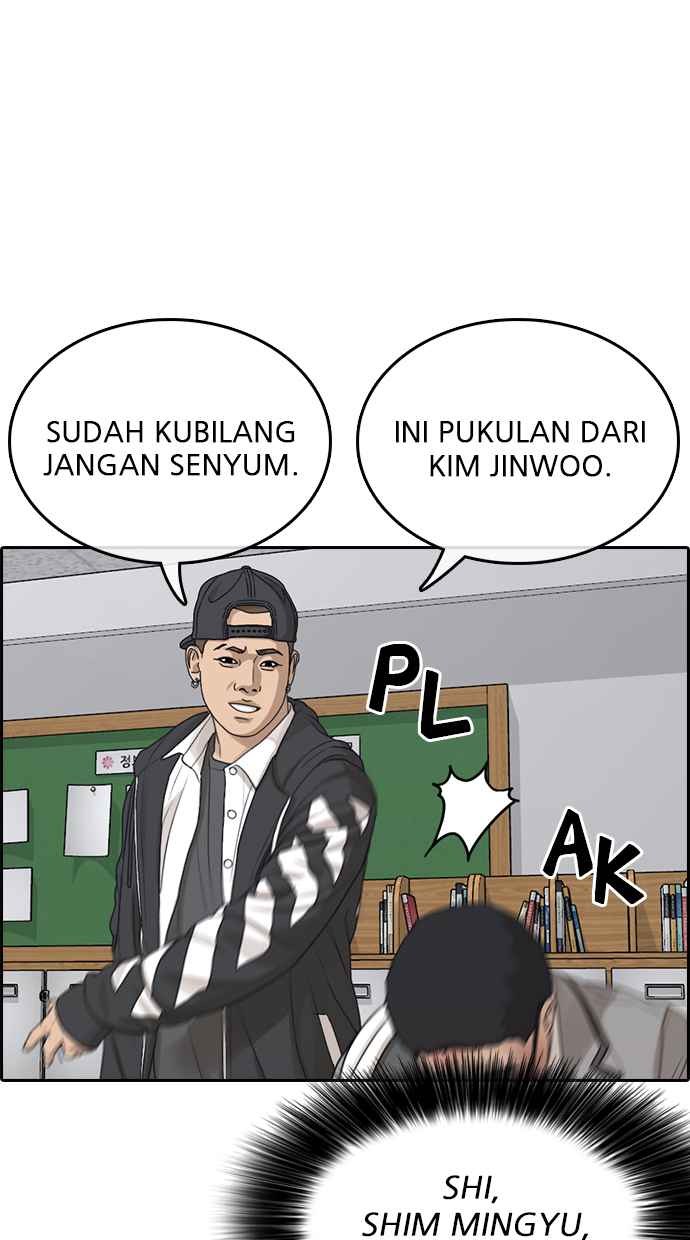 SUDAH KUBILANG
JANGAN SENYUM.
INI PUKULAN DARI
KIM JINWOO.
PL
AK
SHI,
SHIM MINGYU,